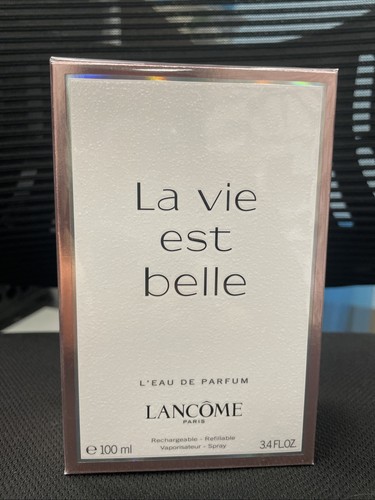 La vie
est
belle
L'EAU DE PARFUM
LANCÔME
PARIS
Rechargeable - Refillable
Vaporisateur - Spray
℮ 100 ml
3.4 FL.OZ.